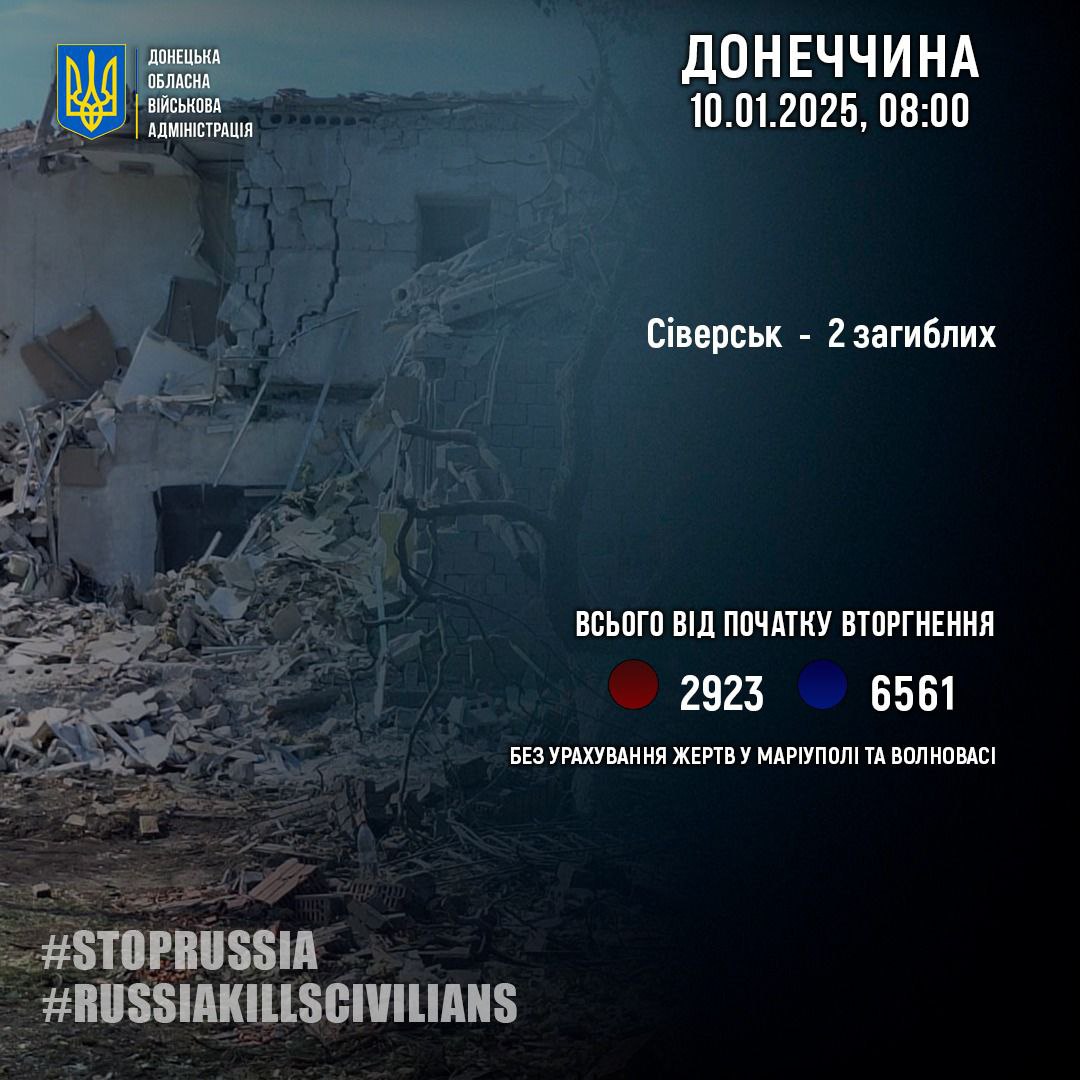 ДОНЕЦЬКА
ОБЛАСНА
ВІЙСЬКОВА
АДМІНІСТРАЦІЯ
ДОНЕЧЧИНА
10.01.2025, 08:00
Сіверськ - 2 загиблих
ВСЬОГО ВІД ПОЧАТКУ ВТОРГНЕННЯ
2923 6561
БЕЗ УРАХУВАННЯ ЖЕРТВ У МАРІУПОЛІ ТА ВОЛНОВАСІ
#STOPRUSSIA
#RUSSIAKILLSCIVILIANS